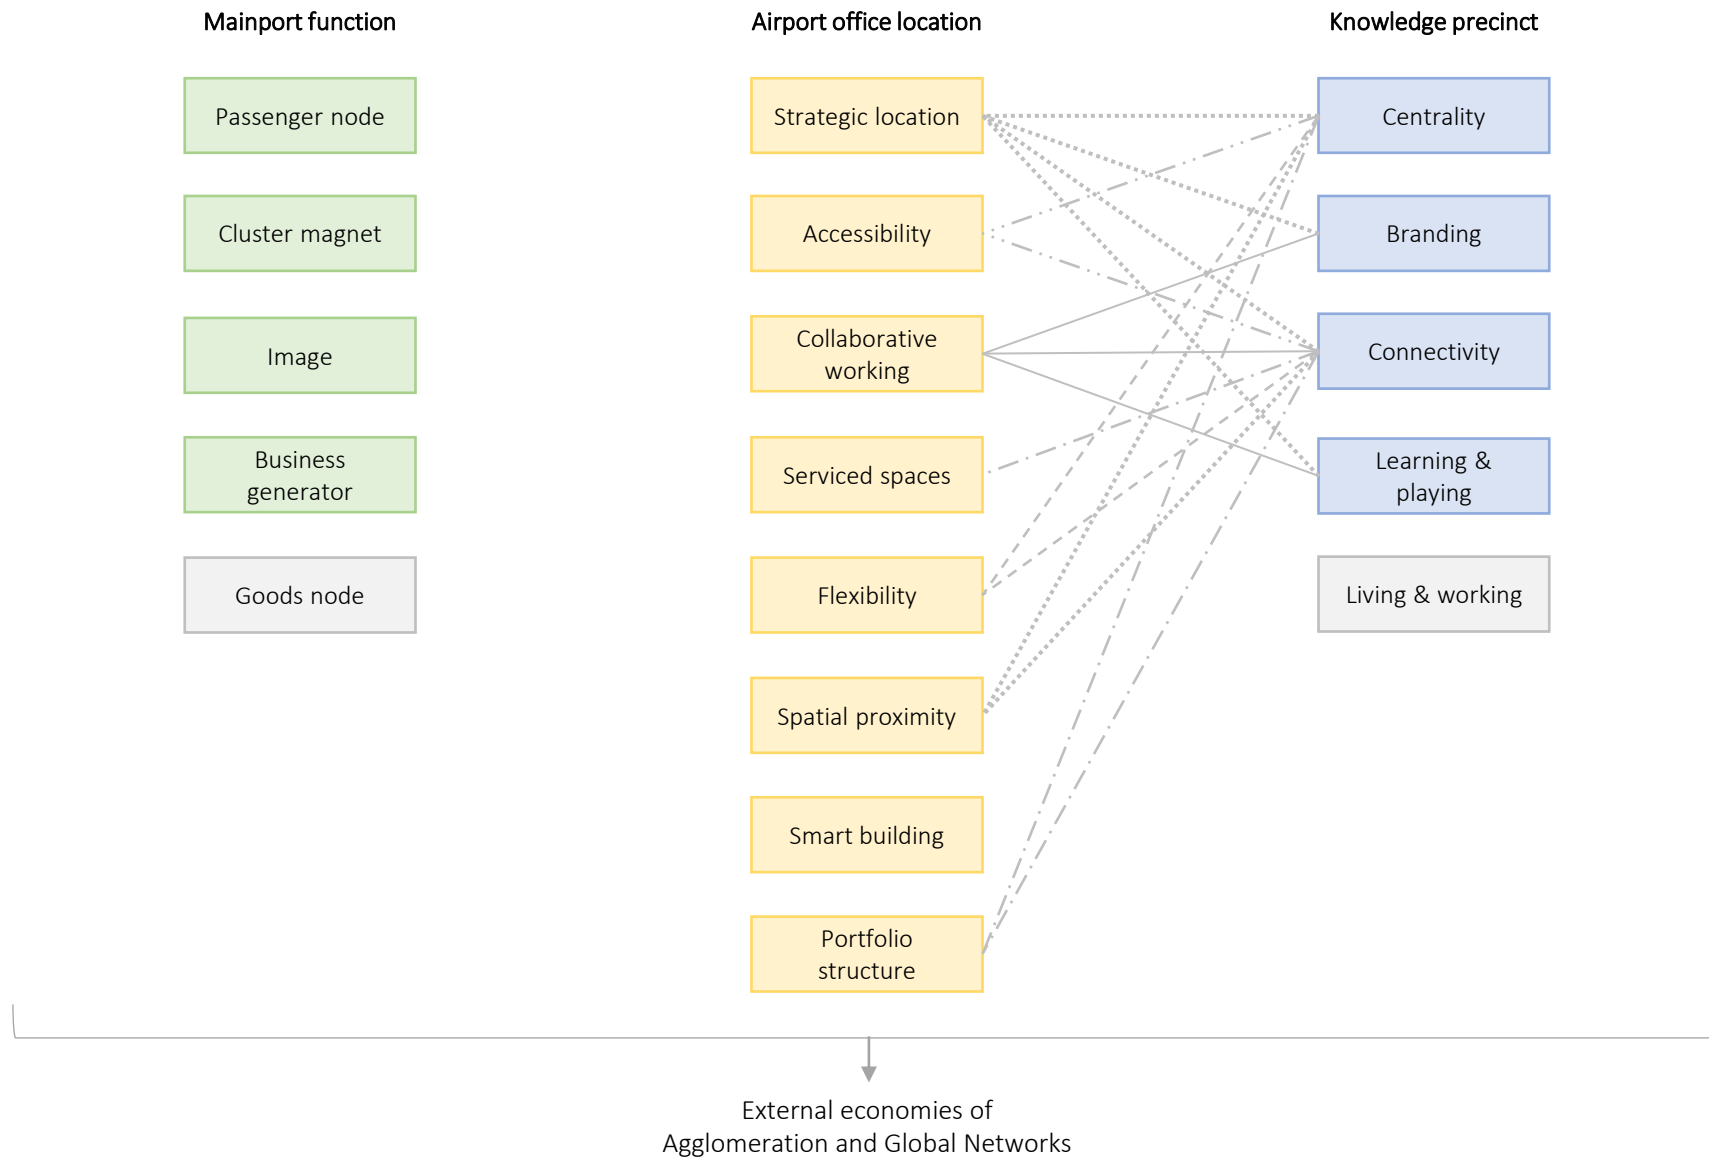 Mainport function
Airport office location
Knowledge precinct
Passenger node
Strategic location
Centrality
Cluster magnet
Accessibility
Branding
Image
Collaborative
working
Connectivity
Business
generator
Serviced spaces
Learning &
playing
Goods node
Flexibility
Living & working
Spatial proximity
Smart building
Portfolio
structure
External economies of
Agglomeration and Global Networks